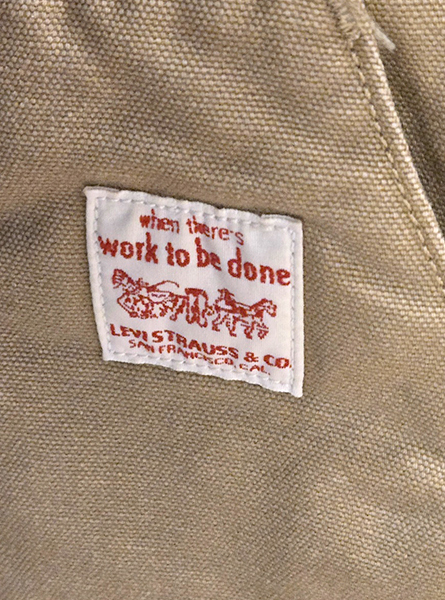 when there's
work to be done
LEVI STRAUSS & CO.
SAN FRANCISCO, CAL.